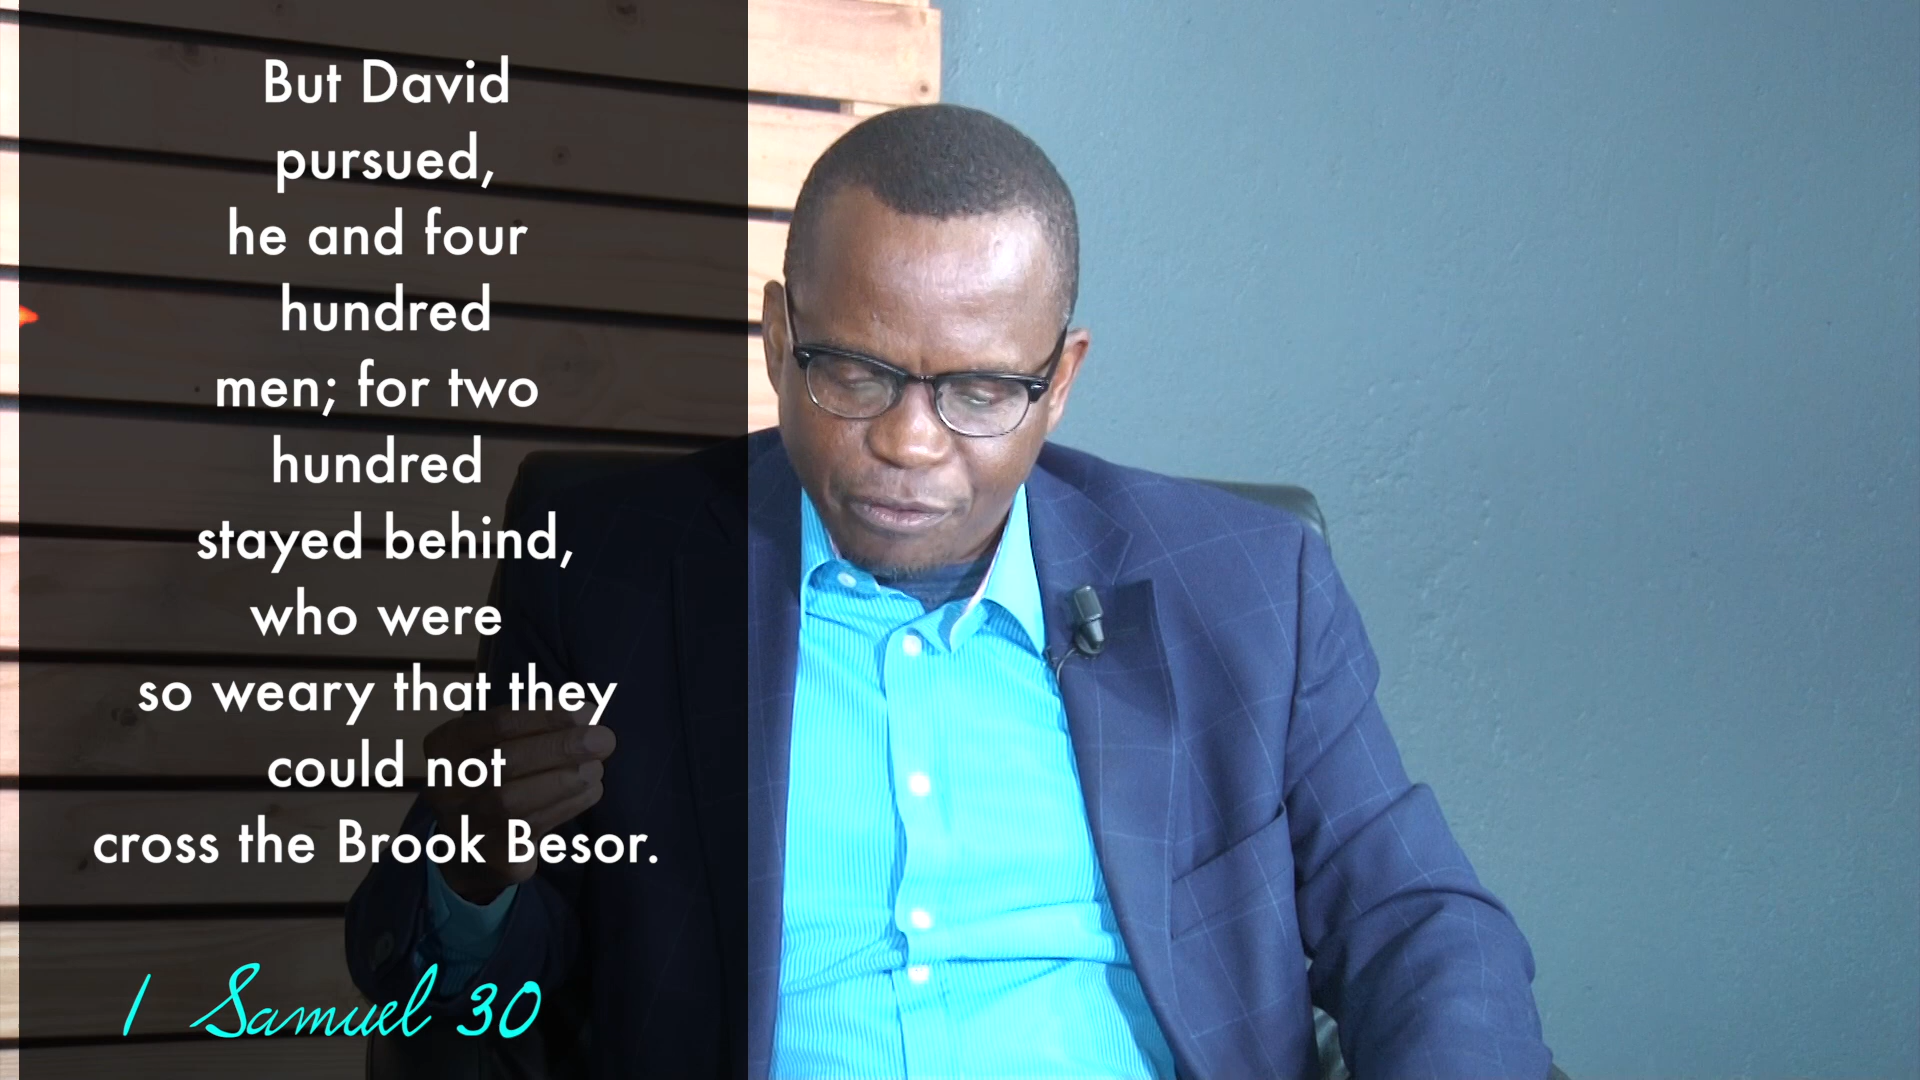 But David
pursued,
he and four
hundred
men; for two
hundred
stayed behind,
who were
so weary that they
could not
cross the Brook Besor.
1 Samuel 30